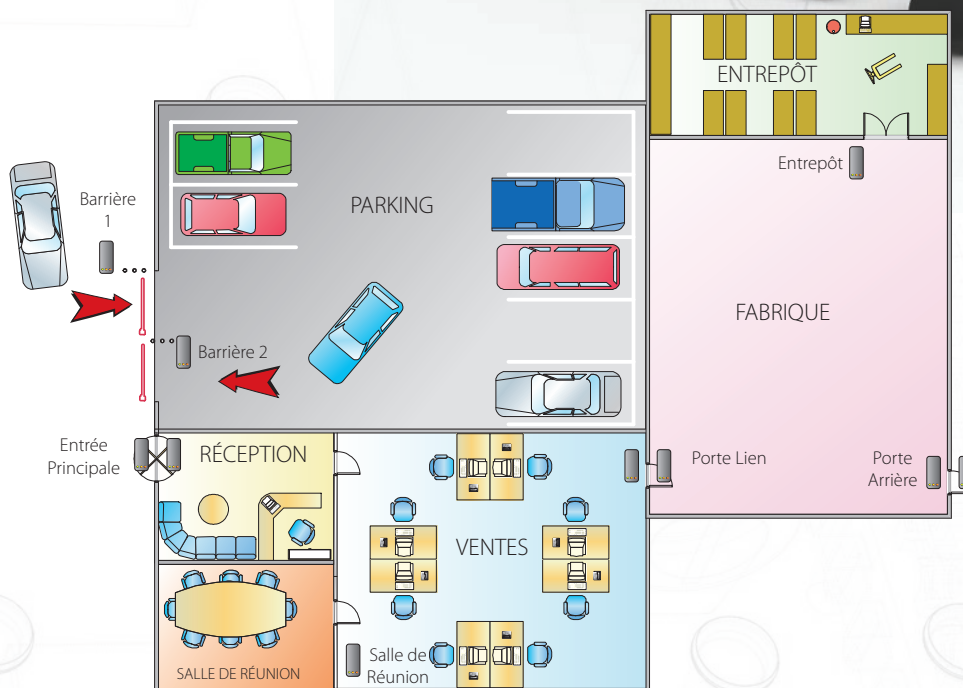 ENTREPÔT
Entrepôt
Barrière
1
PARKING
FABRIQUE
Barrière 2
Entrée
Principale
RÉCEPTION
Porte Lien
Porte
Arrière
VENTES
SALLE DE RÉUNION
Salle de
Réunion